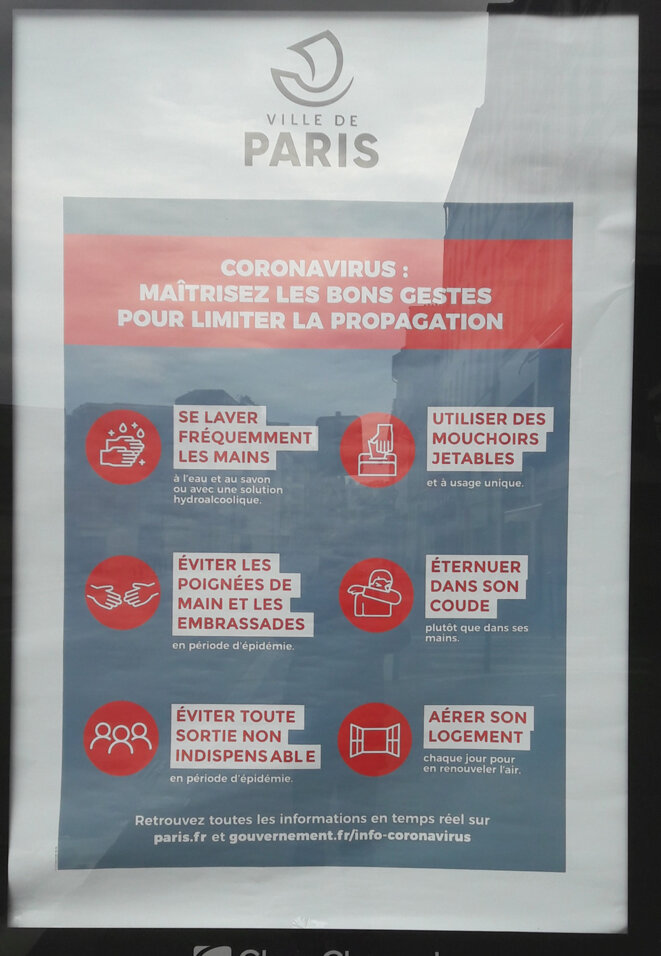 VILLE DE
PARIS
CORONAVIRUS :
MAÎTRISEZ LES BONS GESTES
POUR LIMITER LA PROPAGATION
SE LAVER
FRÉQUEMMENT
LES MAINS
à l'eau et au savon
ou avec une solution
hydroalcoolique.
UTILISER DES
MOUCHOIRS
JETABLES
et à usage unique.
ÉVITER LES
POIGNÉES DE
MAIN ET LES
EMBRASSADES
en période d'épidémie.
ÉTERNUER
DANS SON
COUDE
plutôt que dans ses
mains.
ÉVITER TOUTE
SORTIE NON
INDISPENSABLE
en période d'épidémie.
AÉRER SON
LOGEMENT
chaque jour pour
en renouveler l'air.
Retrouvez toutes les informations en temps réel sur
paris.fr et gouvernement.fr/info-coronavirus